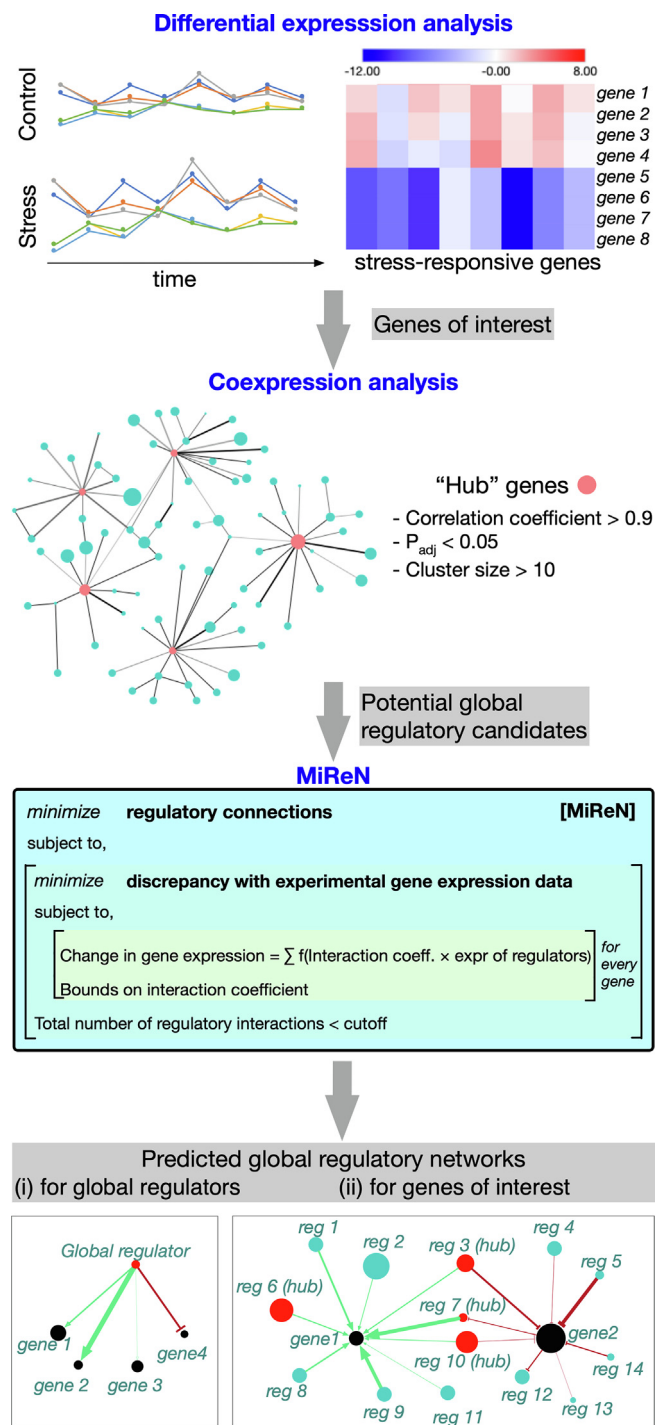 Differential expresssion analysis
Control
Stress
time
-12.00 -0.00 8.00
gene 1
gene 2
gene 3
gene 4
gene 5
gene 6
gene 7
gene 8
stress-responsive genes
Genes of interest
Coexpression analysis
“Hub” genes
- Correlation coefficient > 0.9
- Padj < 0.05
- Cluster size > 10
Potential global
regulatory candidates
MiReN
minimize regulatory connections [MiReN]
subject to,
minimize discrepancy with experimental gene expression data
subject to,
Change in gene expression = ∑ f(Interaction coeff. × expr of regulators)
Bounds on interaction coefficient
for
every
gene
Total number of regulatory interactions < cutoff
Predicted global regulatory networks
(i) for global regulators (ii) for genes of interest
Global regulator
gene 1
gene 2
gene 3
gene4
reg 1
reg 2
reg 3 (hub)
reg 4
reg 5
reg 6 (hub)
reg 7 (hub)
gene1
gene2
reg 10 (hub)
reg 14
reg 8
reg 9
reg 11
reg 12
reg 13